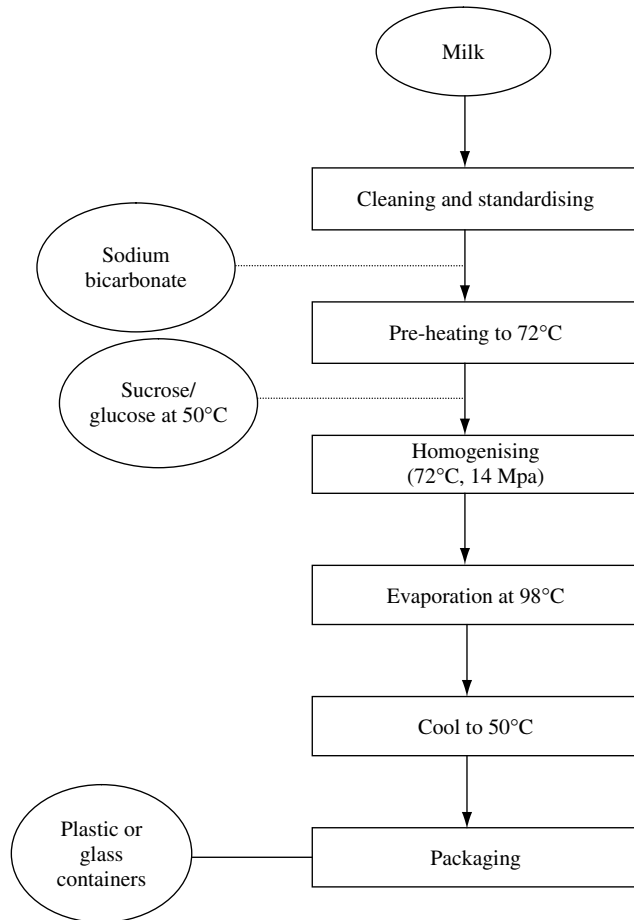 Milk
Cleaning and standardising
Sodium
bicarbonate
Pre-heating to 72°C
Sucrose/
glucose at 50°C
Homogenising
(72°C, 14 Mpa)
Evaporation at 98°C
Cool to 50°C
Plastic or
glass
containers
Packaging